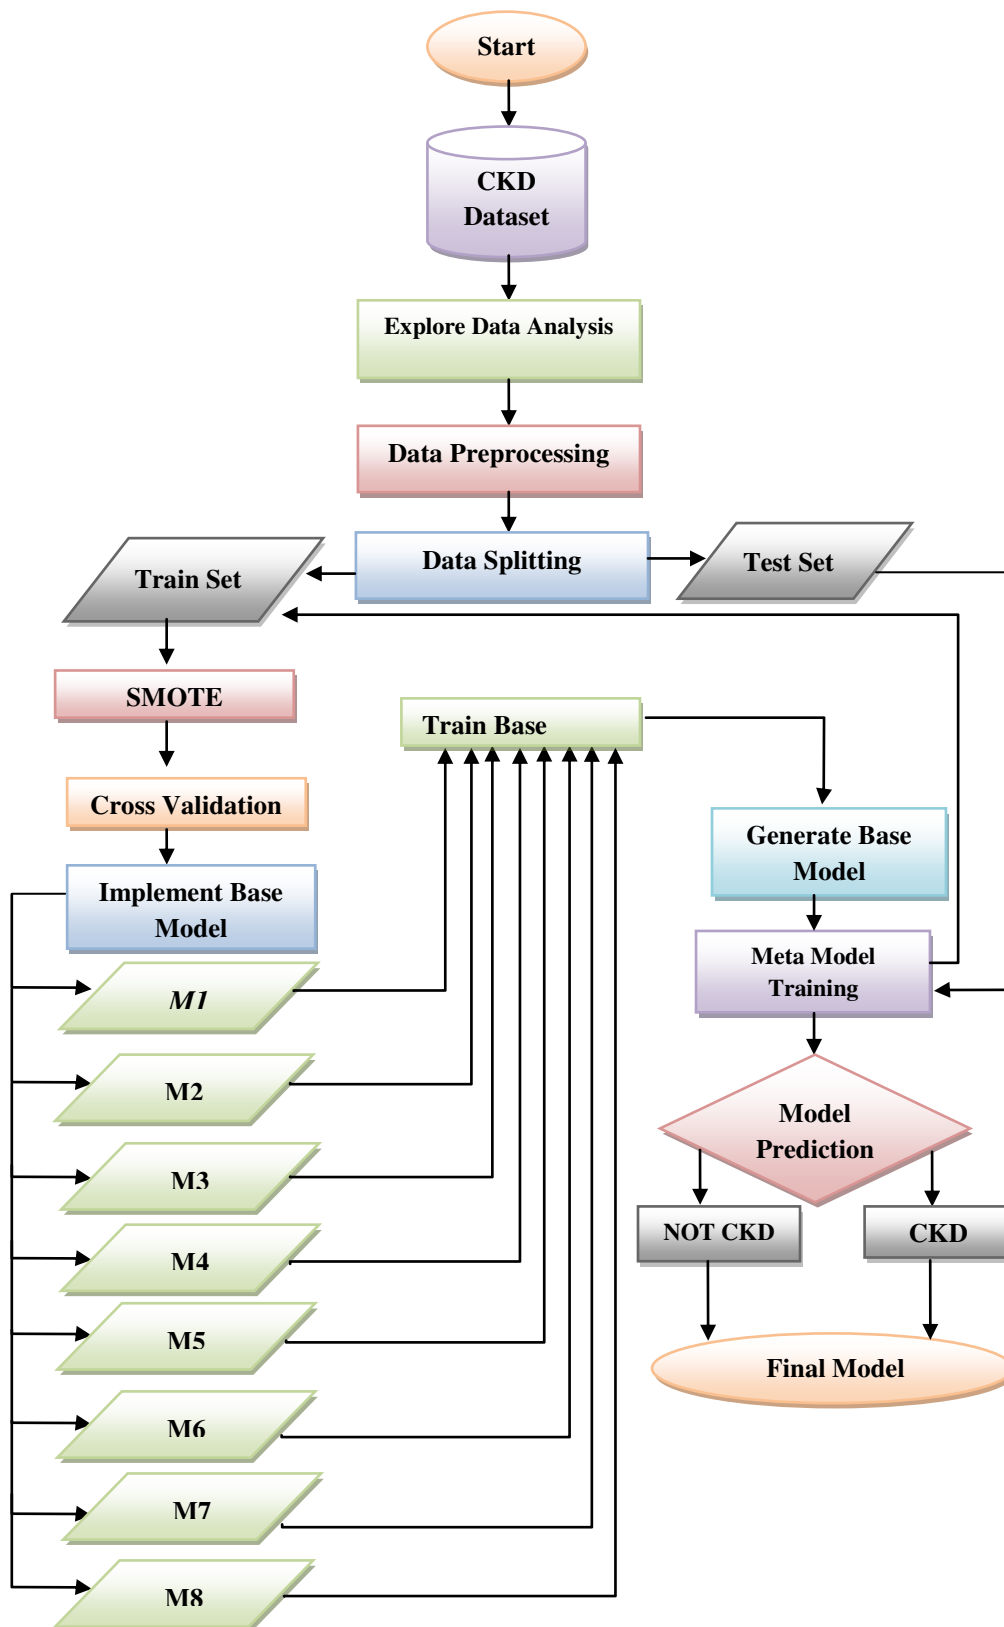 Start
CKD
Dataset
Explore Data Analysis
Data Preprocessing
Data Splitting
Test Set
Train Set
SMOTE
Train Base
Cross Validation
Generate Base
Model
Implement Base
Model
Meta Model
Training
M1
M2
M3
M4
M5
M6
M7
M8
Model
Prediction
NOT CKD
CKD
Final Model